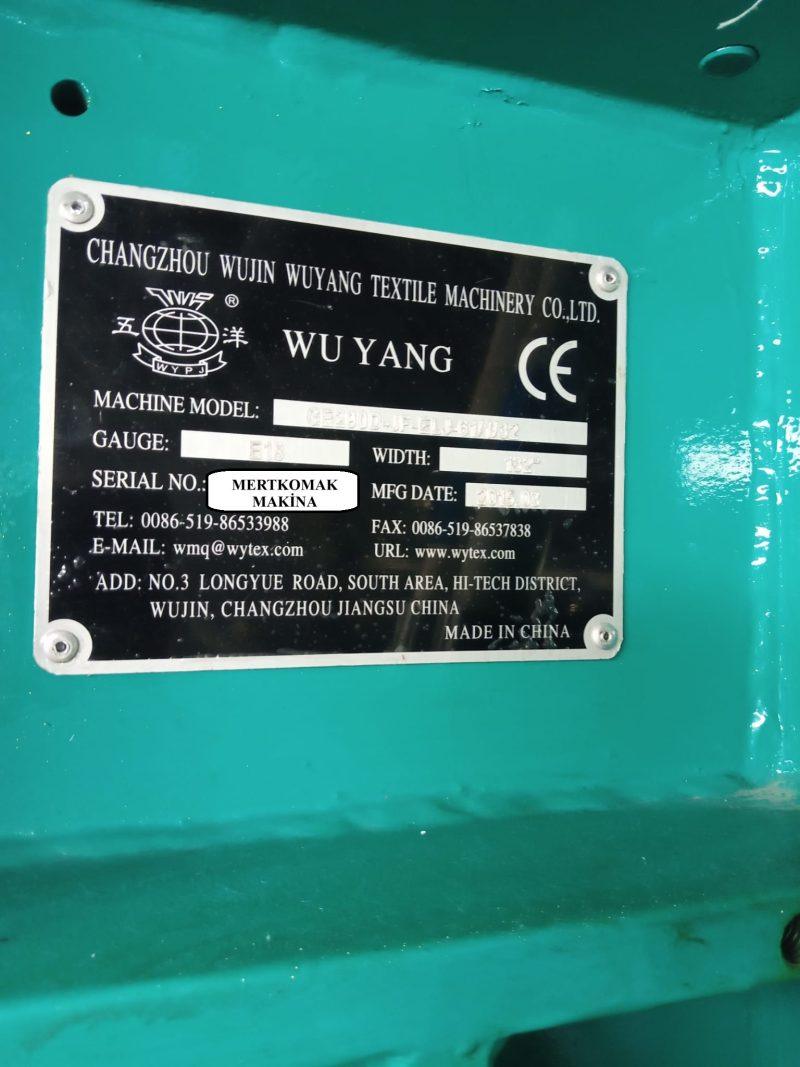 CHANGZHOU WUJIN WUYANG TEXTILE MACHINERY CO.,LTD.
®
五 洋
WYPJ
WU YANG
CE
MACHINE MODEL:
GAUGE: E18
WIDTH:
SERIAL NO.: MERTKOMAK
MAKİNA
MFG DATE:
TEL: 0086-519-86533988
FAX: 0086-519-86537838
E-MAIL: wmq@wytex.com
URL: www.wytex.com
ADD: NO.3 LONGYUE ROAD, SOUTH AREA, HI-TECH DISTRICT,
WUJIN, CHANGZHOU JIANGSU CHINA
MADE IN CHINA